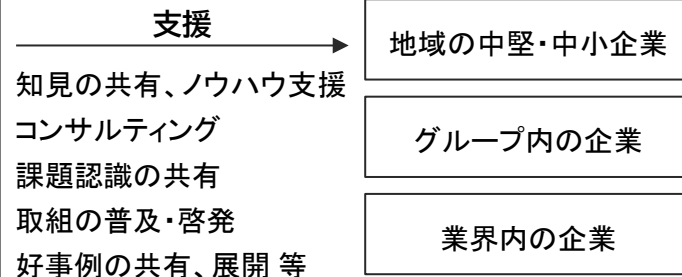 支援
知見の共有、ノウハウ支援
コンサルティング
課題認識の共有
取組の普及・啓発
好事例の共有、展開 等
地域の中堅・中小企業
グループ内の企業
業界内の企業